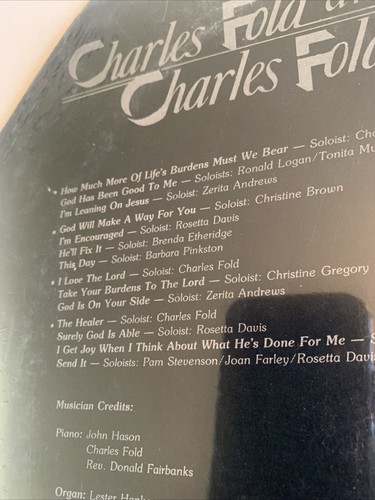 Charles Fold
Charles Fold
• How Much More Of Life's Burdens Must We Bear — Soloist:
God Has Been Good To Me — Soloists: Ronald Logan/Tonita
I'm Leaning On Jesus — Soloist: Zerita Andrews
• God Will Make A Way For You — Soloist: Christine Brown
I'm Encouraged — Soloist: Rosetta Davis
He'll Fix It — Soloist: Brenda Etheridge
This Day — Soloist: Barbara Pinkston
• I Love The Lord — Soloist: Charles Fold
Take Your Burdens To The Lord — Soloist: Christine Gregory
God Is On Your Side — Soloist: Zerita Andrews
• The Healer — Soloist: Charles Fold
Surely God Is Able — Soloist: Rosetta Davis
I Get Joy When I Think About What He's Done For Me —
Send It — Soloists: Pam Stevenson/Joan Farley/Rosetta Davis
Musician Credits:
Piano: John Hason
Charles Fold
Rev. Donald Fairbanks
Organ: Lester